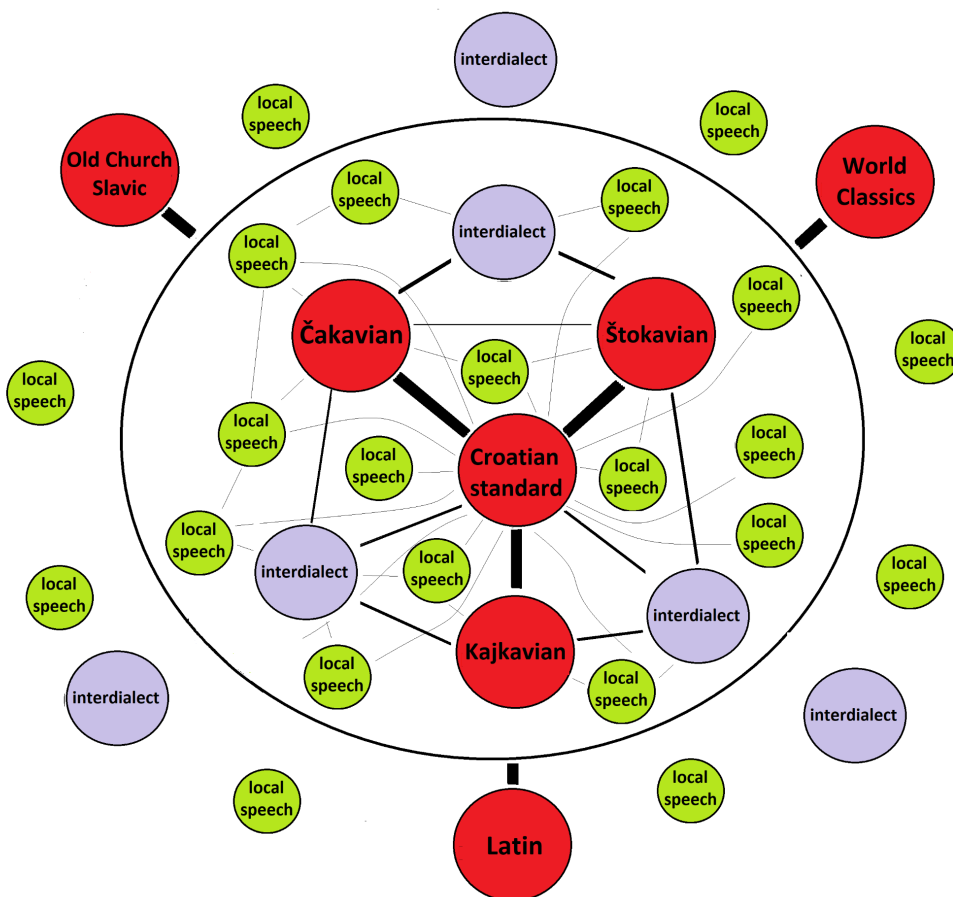 interdialect
local
speech
local
speech
Old Church
Slavic
World
Classics
local
speech
local
speech
interdialect
local
speech
local
speech
Čakavian
Štokavian
local
speech
local
speech
local
speech
local
speech
local
speech
local
speech
Croatian
standard
local
speech
local
speech
local
speech
local
speech
interdialect
local
speech
local
speech
local
speech
interdialect
Kajkavian
local
speech
local
speech
interdialect
interdialect
local
speech
local
speech
Latin